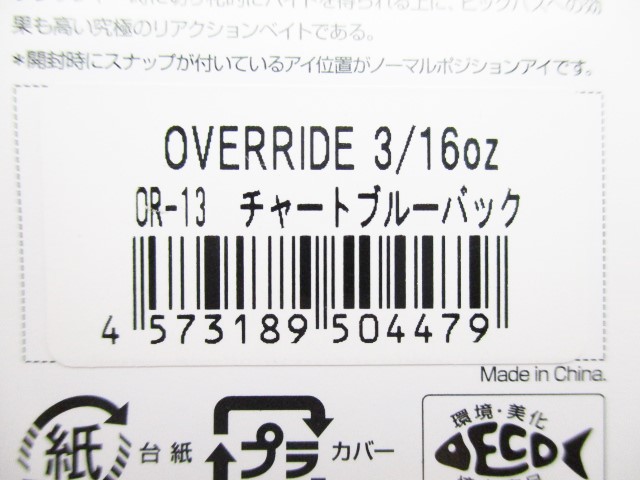 果も高い究極のリアクションベイトである。
*開封時にスナップが付いているアイ位置がノーマルポジションアイです。
OVERRIDE 3/16oz
OR-13 チャートブルーバック
4 573189 504479
Made in China.
紙 台紙 プラ カバー
環境・美化
ECO